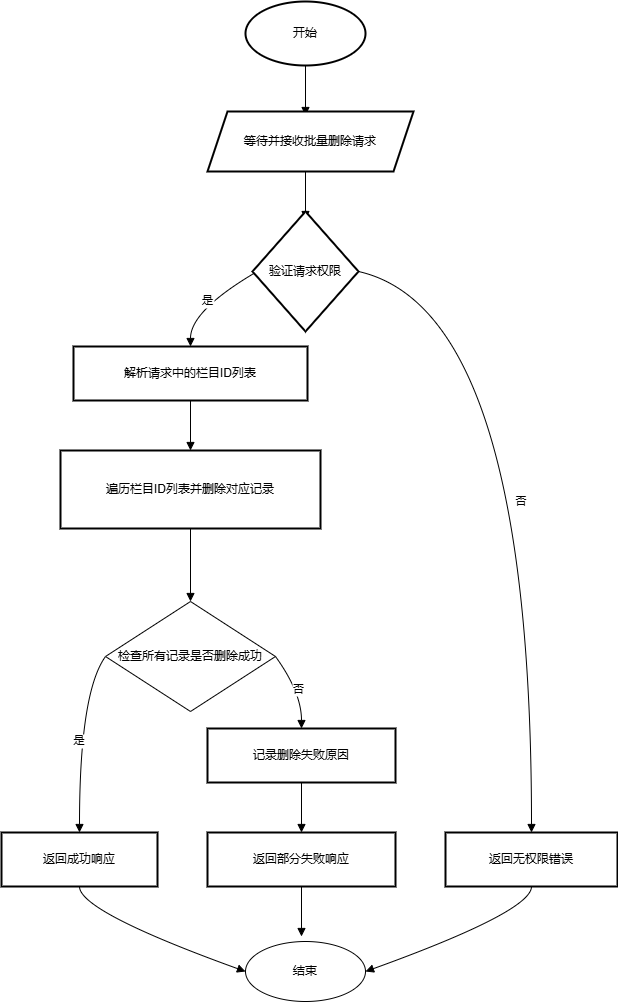 开始
等待并接收批量删除请求
验证请求权限
是
解析请求中的栏目ID列表
遍历栏目ID列表并删除对应记录
否
检查所有记录是否删除成功
否
是
记录删除失败原因
返回成功响应
返回部分失败响应
返回无权限错误
结束